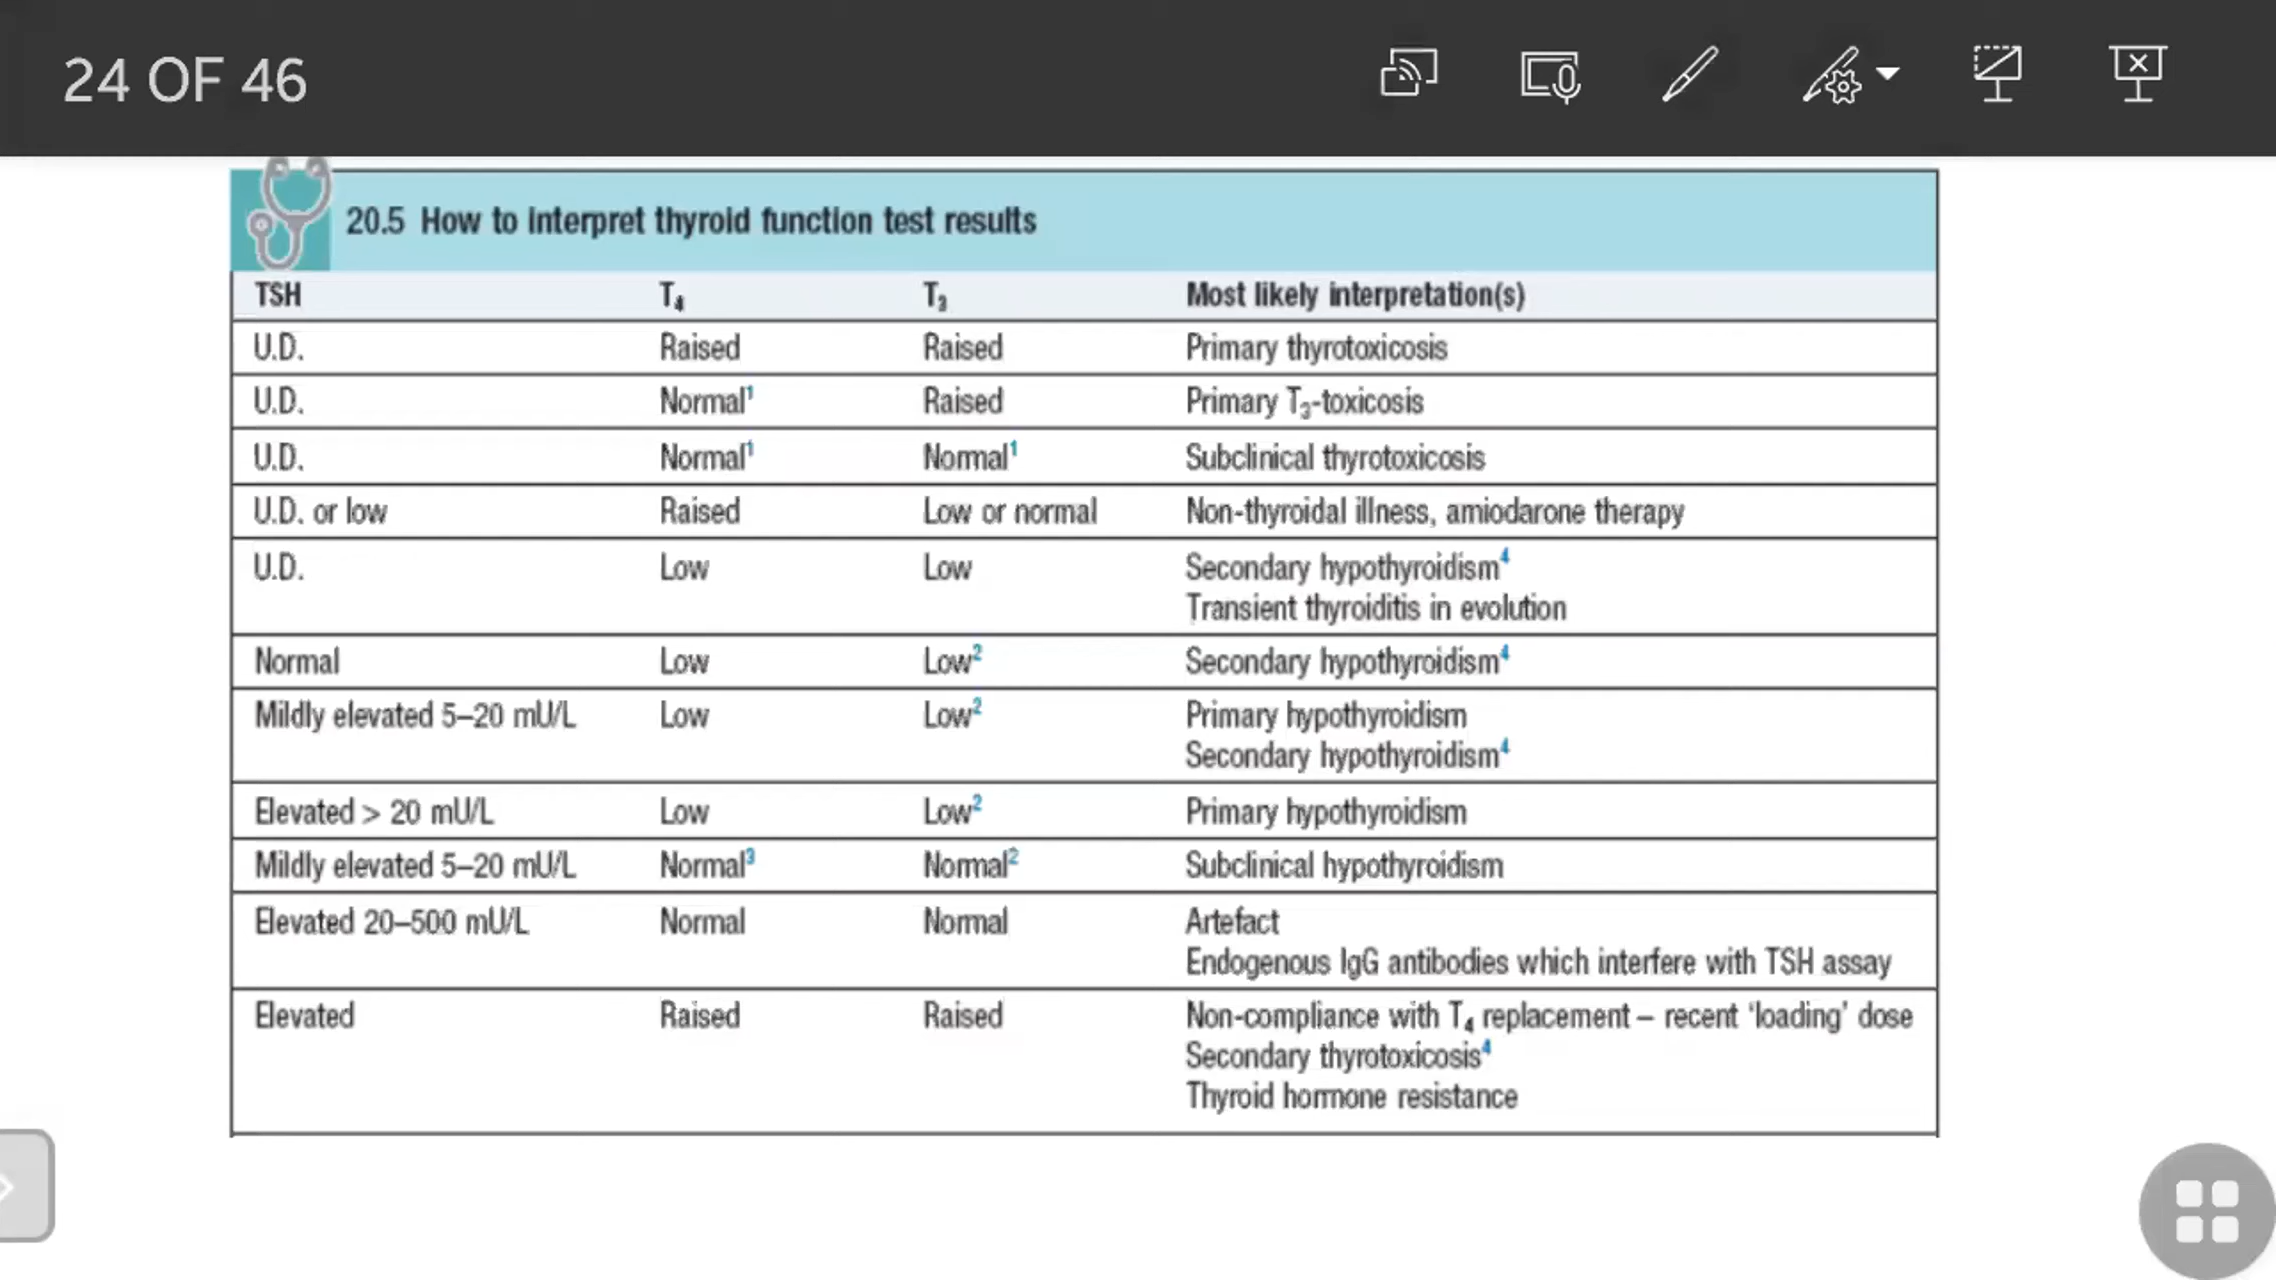 24 OF 46
20.5 How to interpret thyroid function test results
TSH T₄ T₃ Most likely interpretation(s)
U.D. Raised Raised Primary thyrotoxicosis
U.D. Normal¹ Raised Primary T₃-toxicosis
U.D. Normal¹ Normal¹ Subclinical thyrotoxicosis
U.D. or low Raised Low or normal Non-thyroidal illness, amiodarone therapy
U.D. Low Low Secondary hypothyroidism⁴
Transient thyroiditis in evolution
Normal Low Low² Secondary hypothyroidism⁴
Mildly elevated 5–20 mU/L Low Low² Primary hypothyroidism
Secondary hypothyroidism⁴
Elevated > 20 mU/L Low Low² Primary hypothyroidism
Mildly elevated 5–20 mU/L Normal³ Normal² Subclinical hypothyroidism
Elevated 20–500 mU/L Normal Normal Artefact
Endogenous IgG antibodies which interfere with TSH assay
Elevated Raised Raised Non-compliance with T₄ replacement – recent ‘loading’ dose
Secondary thyrotoxicosis⁴
Thyroid hormone resistance